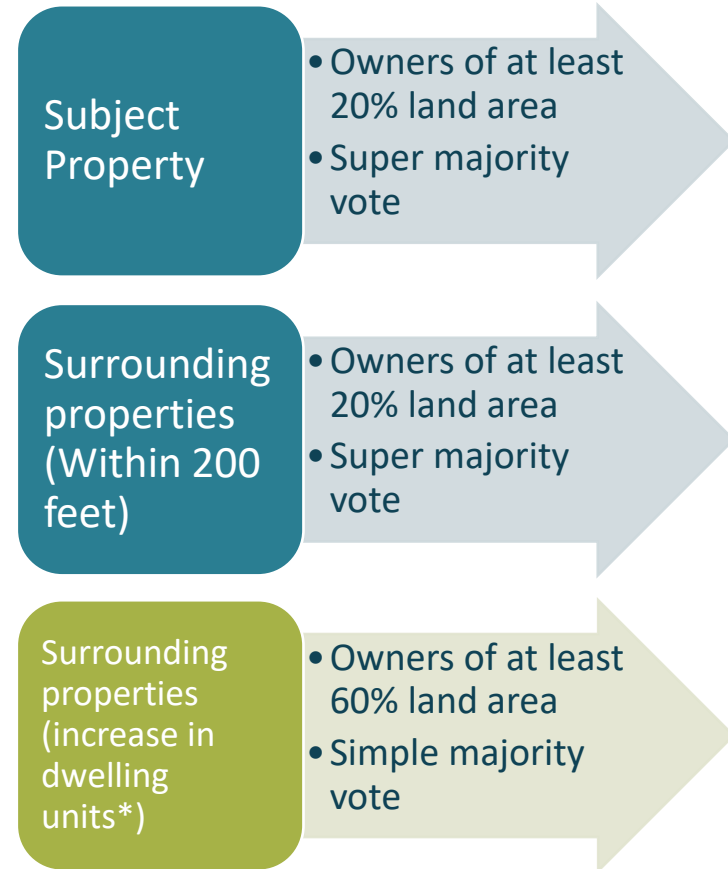 Subject
Property
• Owners of at least
20% land area
• Super majority
vote
Surrounding
properties
(Within 200
feet)
• Owners of at least
20% land area
• Super majority
vote
Surrounding
properties
(increase in
dwelling
units*)
• Owners of at least
60% land area
• Simple majority
vote